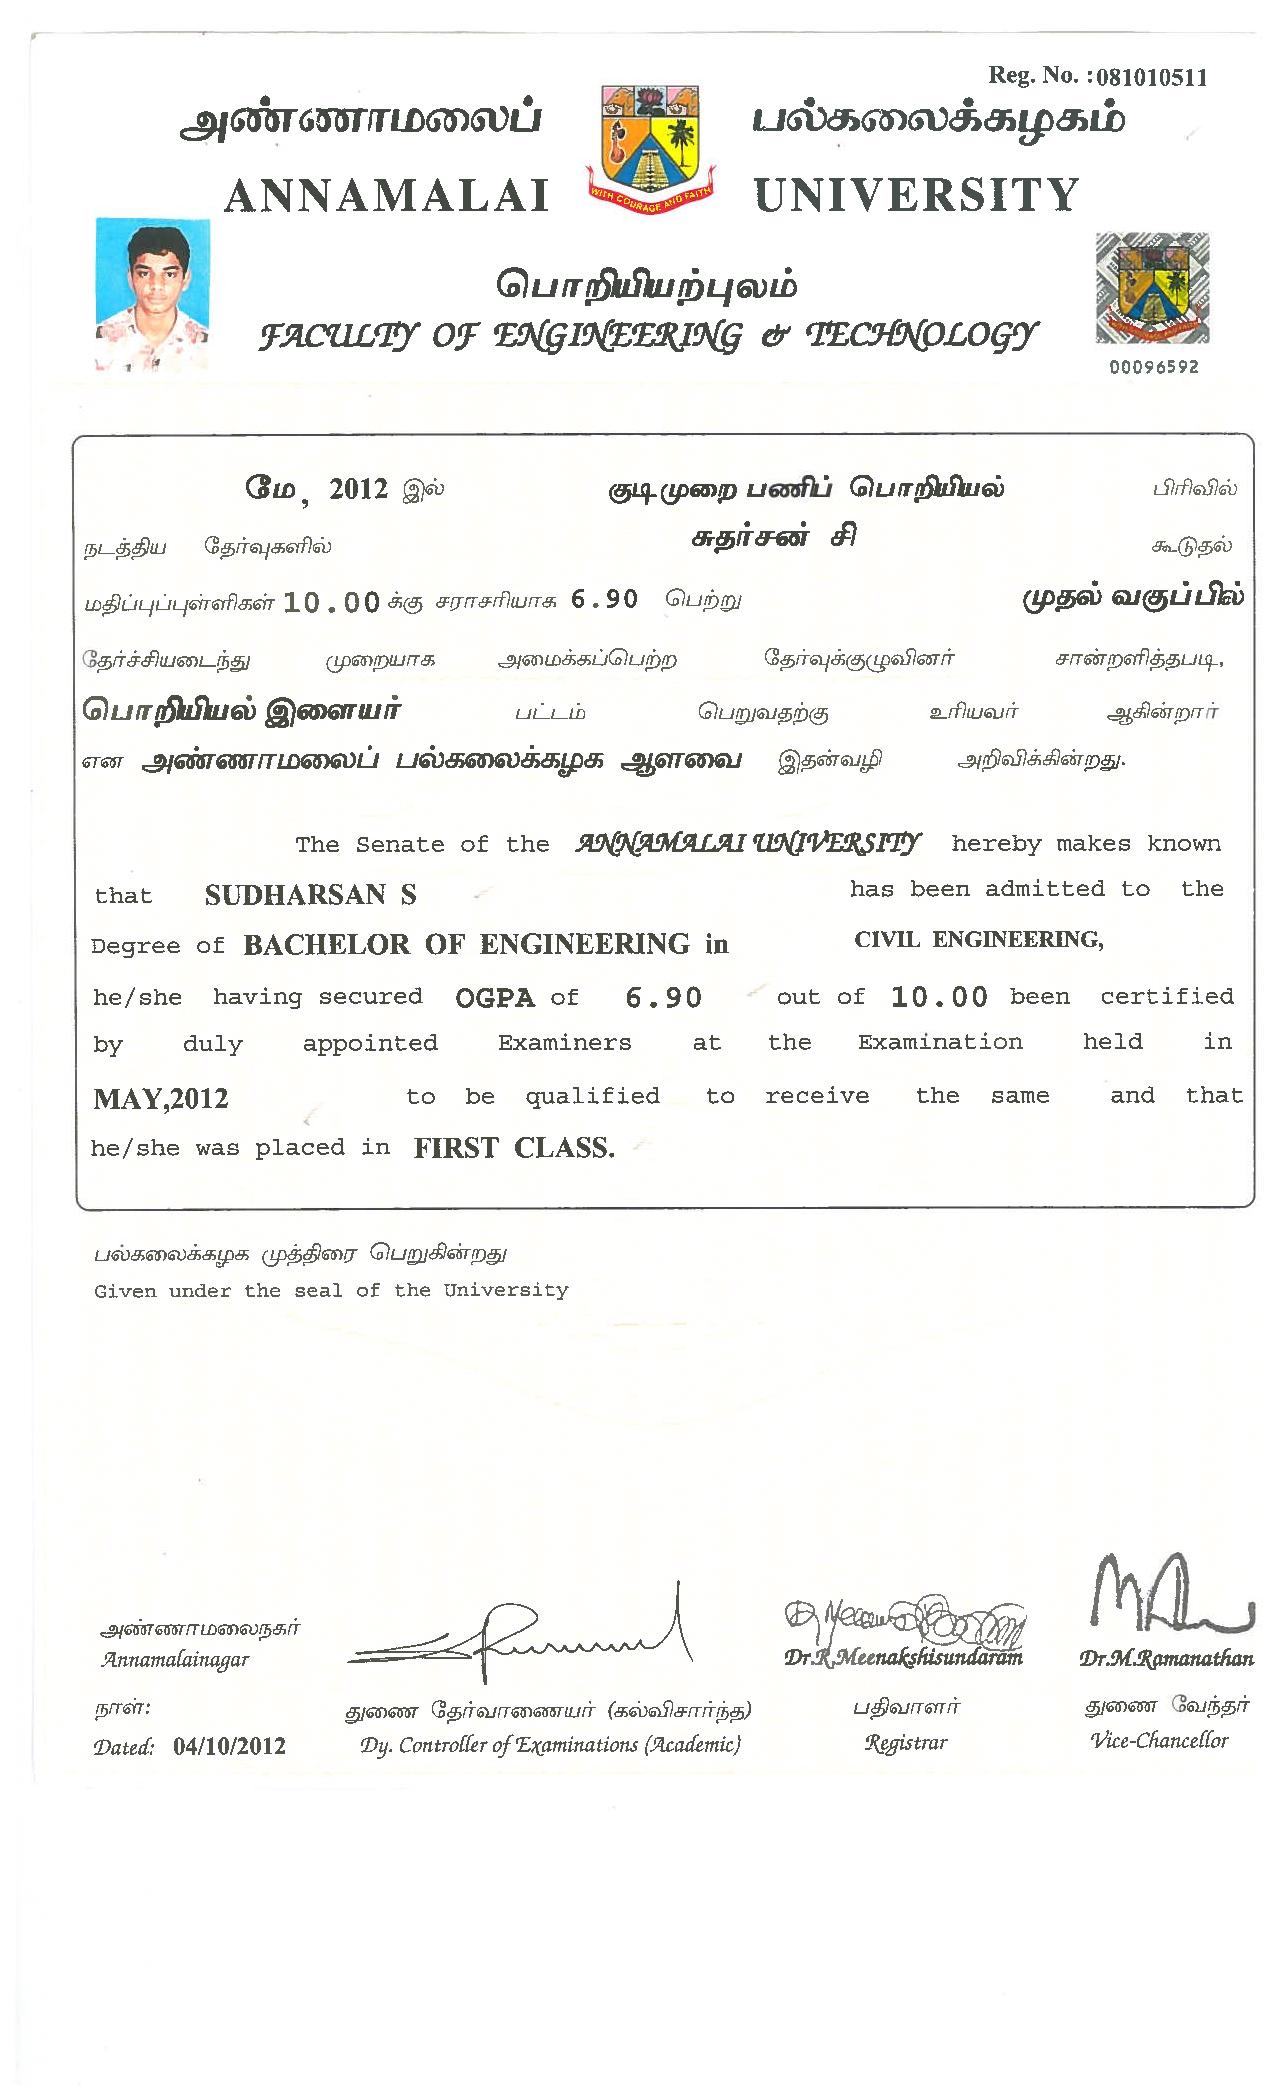 Reg. No. :081010511
அண்ணாமலைப் பல்கலைக்கழகம்
ANNAMALAI UNIVERSITY
WITH COURAGE AND FAITH
பொறியியற்புலம்
FACULTY OF ENGINEERING & TECHNOLOGY
00096592
மே, 2012 இல் குடிமுறை பணிப் பொறியியல் பிரிவில்
நடத்திய தேர்வுகளில் சுதர்சன் சி கூடுதல்
மதிப்புப்புள்ளிகள் 10.00 க்கு சராசரியாக 6.90 பெற்று முதல் வகுப்பில்
தேர்ச்சியடைந்து முறையாக அமைக்கப்பெற்ற தேர்வுக்குழுவினர் சான்றளித்தபடி,
பொறியியல் இளையர் பட்டம் பெறுவதற்கு உரியவர் ஆகின்றார்
என அண்ணாமலைப் பல்கலைக்கழக ஆளவை இதன்வழி அறிவிக்கின்றது.
The Senate of the ANNAMALAI UNIVERSITY hereby makes known
that SUDHARSAN S has been admitted to the
Degree of BACHELOR OF ENGINEERING in CIVIL ENGINEERING,
he/she having secured OGPA of 6.90 out of 10.00 been certified
by duly appointed Examiners at the Examination held in
MAY,2012 to be qualified to receive the same and that
he/she was placed in FIRST CLASS.
பல்கலைக்கழக முத்திரை பெறுகின்றது
Given under the seal of the University
அண்ணாமலைநகர்
Annamalainagar Dr.R.Meenakshisundaram Dr.M.Ramanathan
நாள்: துணை தேர்வாணையர் (கல்விசார்ந்த) பதிவாளர் துணை வேந்தர்
Dated: 04/10/2012 Dy. Controller of Examinations (Academic) Registrar Vice-Chancellor